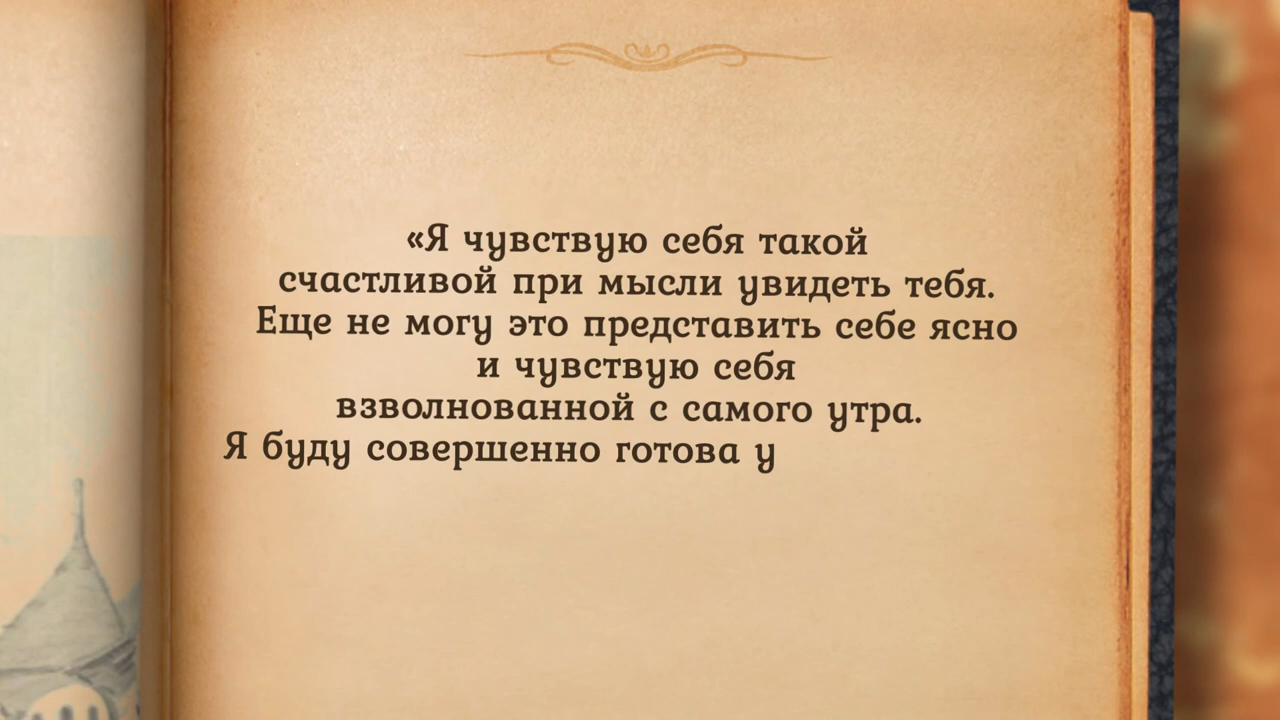 «Я чувствую себя такой
счастливой при мысли увидеть тебя.
Еще не могу это представить себе ясно
и чувствую себя
взволнованной с самого утра.
Я буду совершенно готова у